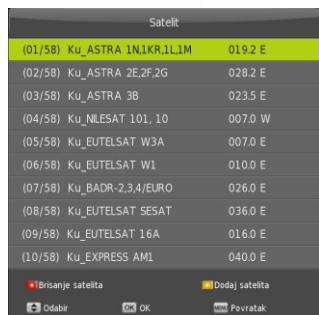 Satelit
(01/58) Ku_ASTRA 1N,1KR,1L,1M 019.2 E
(02/58) Ku_ASTRA 2E,2F,2G 028.2 E
(03/58) Ku_ASTRA 3B 023.5 E
(04/58) Ku_NILESAT 101, 10 007.0 W
(05/58) Ku_EUTELSAT W3A 007.0 E
(06/58) Ku_EUTELSAT W1 010.0 E
(07/58) Ku_BADR-2,3,4/EURO 026.0 E
(08/58) Ku_EUTELSAT SESAT 036.0 E
(09/58) Ku_EUTELSAT 16A 016.0 E
(10/58) Ku_EXPRESS AM1 040.0 E
Brisanje satelita Dodaj satelita
Odabir OK OK MENU Povratak